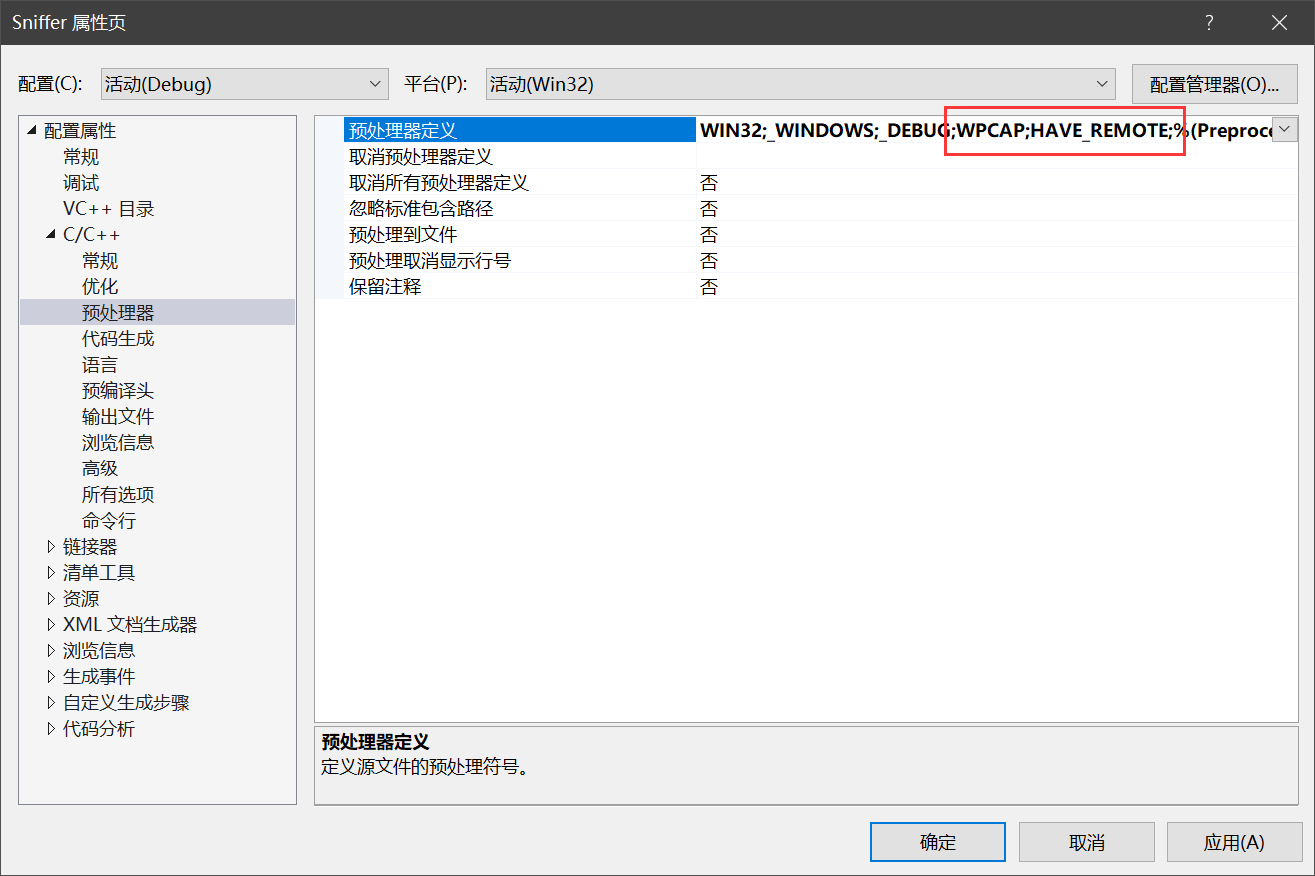 Sniffer 属性页
配置(C): 活动(Debug) 平台(P): 活动(Win32) 配置管理器(O)...
配置属性
常规
调试
VC++ 目录
C/C++
常规
优化
预处理器
代码生成
语言
预编译头
输出文件
浏览信息
高级
所有选项
命令行
链接器
清单工具
资源
XML 文档生成器
浏览信息
生成事件
自定义生成步骤
代码分析
预处理器定义 WIN32;_WINDOWS;_DEBUG;WPCAP;HAVE_REMOTE;%(Preproce
取消预处理器定义
取消所有预处理器定义 否
忽略标准包含路径 否
预处理到文件 否
预处理取消显示行号 否
保留注释 否
预处理器定义
定义源文件的预处理符号。
确定 取消 应用(A)